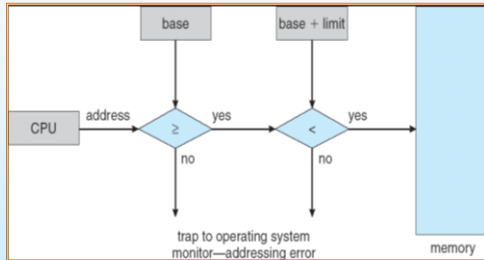 base
base + limit
address
yes
yes
CPU
≥
<
no
no
trap to operating system
monitor—addressing error
memory